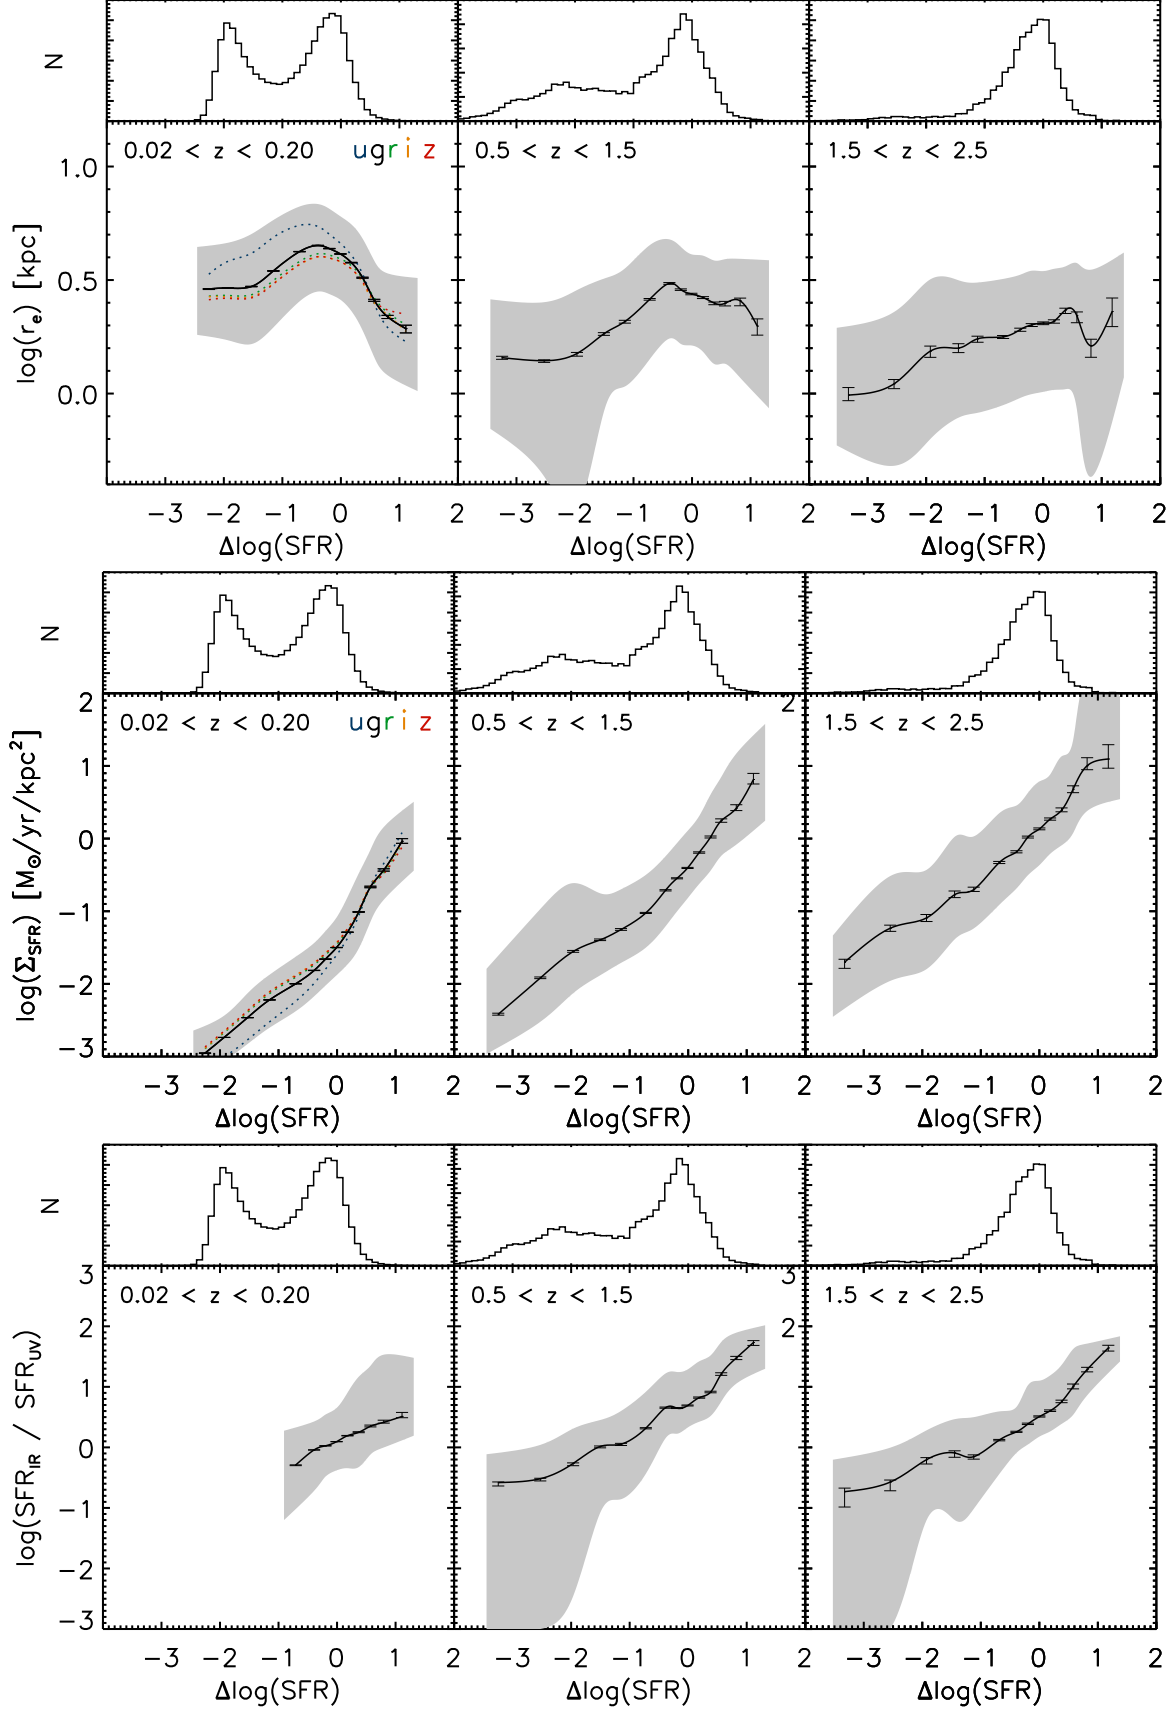 N
0.02 < z < 0.20 u g r i z 0.5 < z < 1.5 1.5 < z < 2.5
1.0
0.5
0.0
log(r_e) [kpc]
−3 −2 −1 0 1 2 −3 −2 −1 0 1 2 −3 −2 −1 0 1 2
Δlog(SFR) Δlog(SFR) Δlog(SFR)
N
2 2
0.02 < z < 0.20 u g r i z 0.5 < z < 1.5 1.5 < z < 2.5
1
0
−1
−2
−3
log(Σ_SFR) [M_⊙/yr/kpc²]
−3 −2 −1 0 1 2 −3 −2 −1 0 1 2 −3 −2 −1 0 1 2
Δlog(SFR) Δlog(SFR) Δlog(SFR)
N
3 3
0.02 < z < 0.20 0.5 < z < 1.5 1.5 < z < 2.5
2 2
1
0
−1
−2
−3
log(SFR_IR / SFR_UV)
−3 −2 −1 0 1 2 −3 −2 −1 0 1 2 −3 −2 −1 0 1 2
Δlog(SFR) Δlog(SFR) Δlog(SFR)